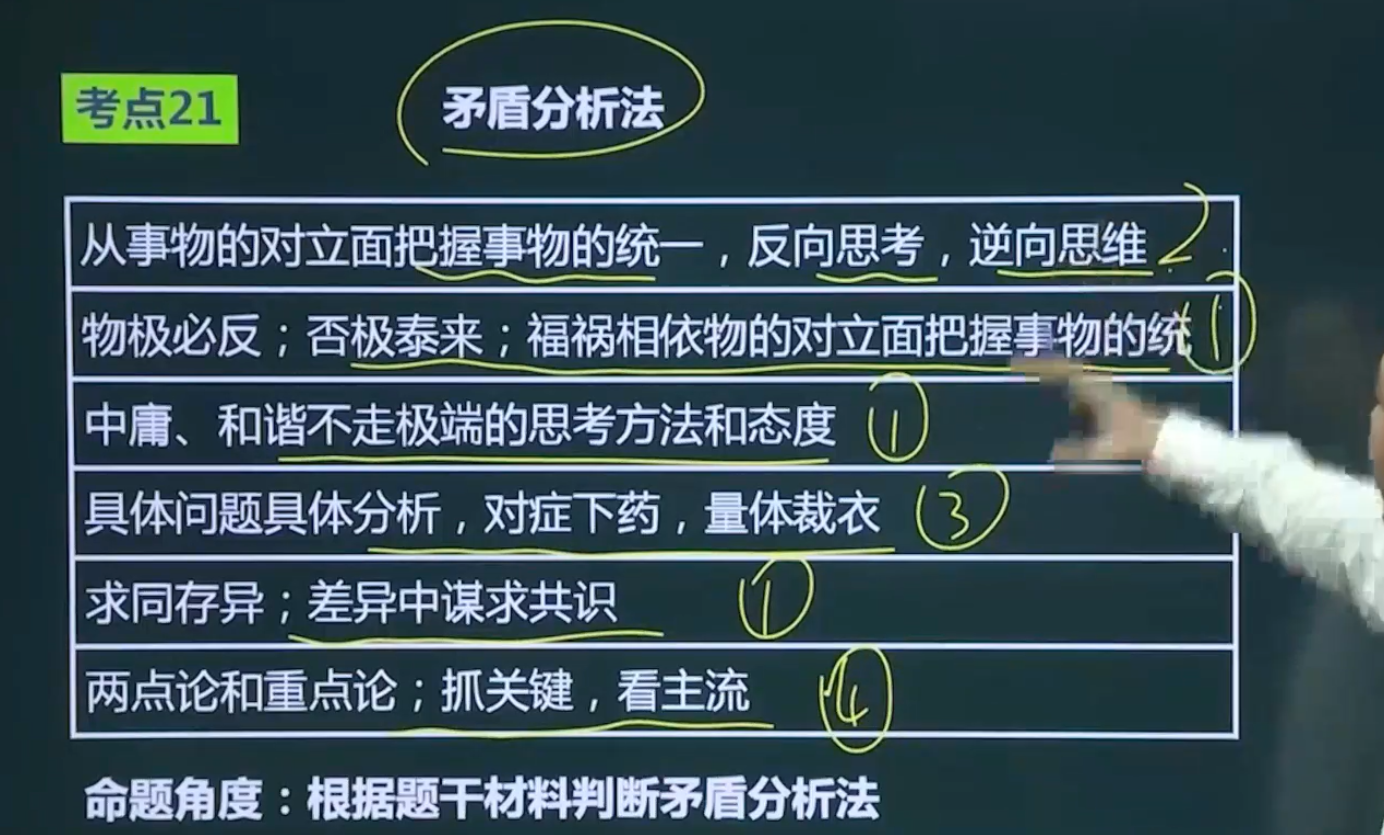 考点21
矛盾分析法
从事物的对立面把握事物的统一，反向思考，逆向思维 2
物极必反；否极泰来；福祸相依物的对立面把握事物的统 ①
中庸、和谐不走极端的思考方法和态度 ①
具体问题具体分析，对症下药，量体裁衣 ③
求同存异；差异中谋求共识 ①
两点论和重点论；抓关键，看主流 ④
命题角度：根据题干材料判断矛盾分析法